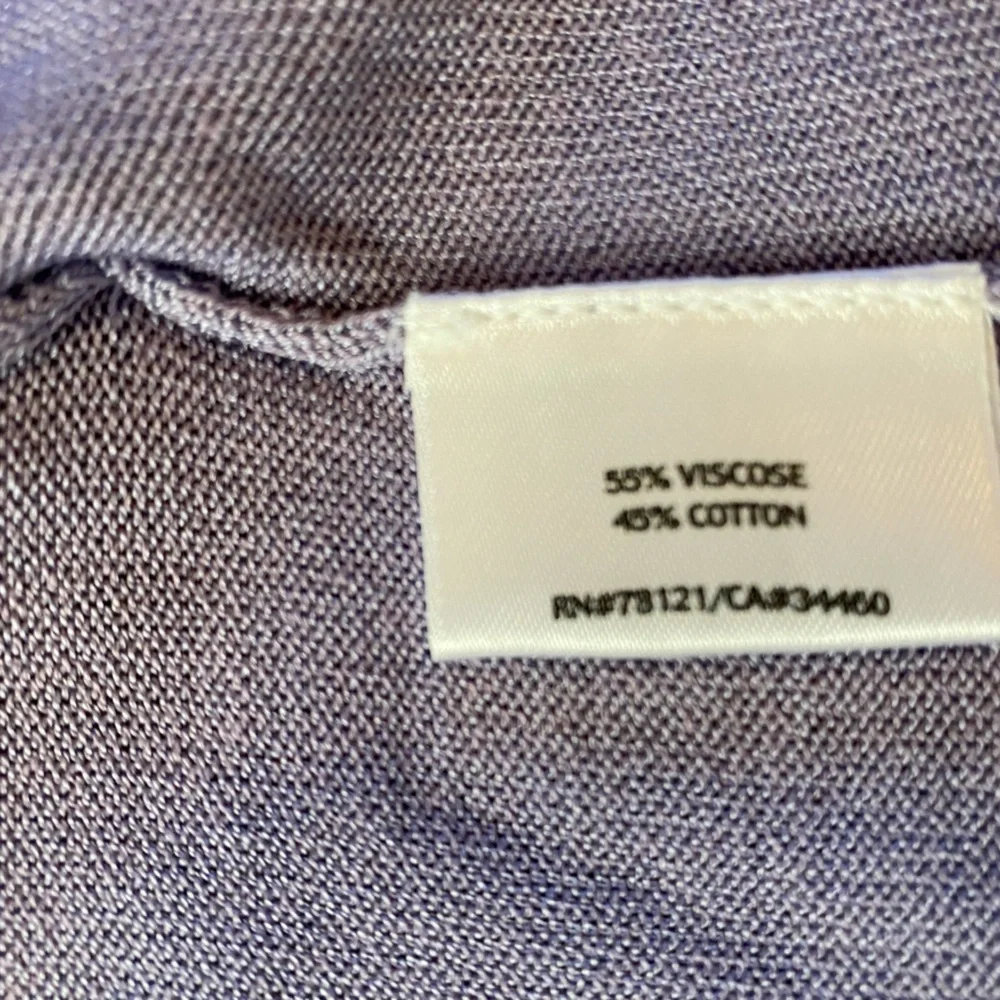 55% VISCOSE
45% COTTON
RN#78121/CA#34460